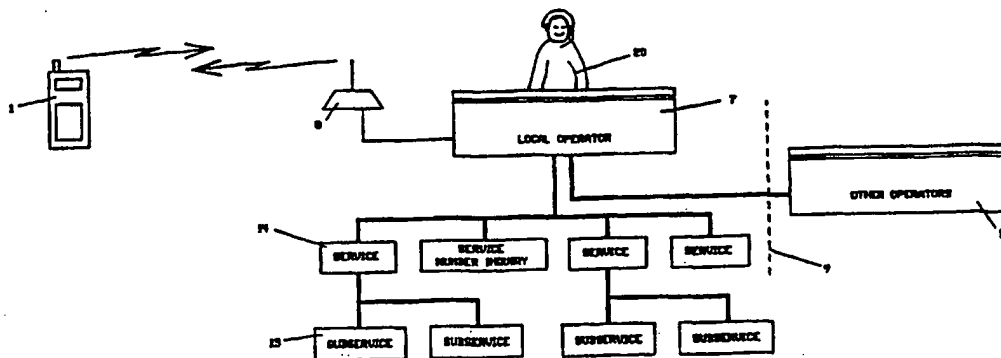 20
1
7
8
LOCAL OPERATOR
OTHER OPERATORS
14
SERVICE
SERVICE
NUMBER INQUIRY
SERVICE
SERVICE
9
SUBSERVICE
SUBSERVICE
SUBSERVICE
SUBSERVICE